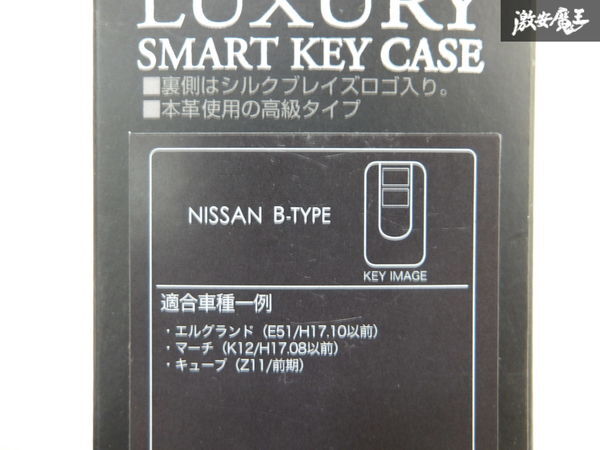 激安魔王
LUXURY
SMART KEY CASE
■裏側はシルクブレイズロゴ入り。
■本革使用の高級タイプ
NISSAN B-TYPE
KEY IMAGE
適合車種一例
・エルグランド（E51/H17.10以前）
・マーチ（K12/H17.08以前）
・キューブ（Z11/前期）